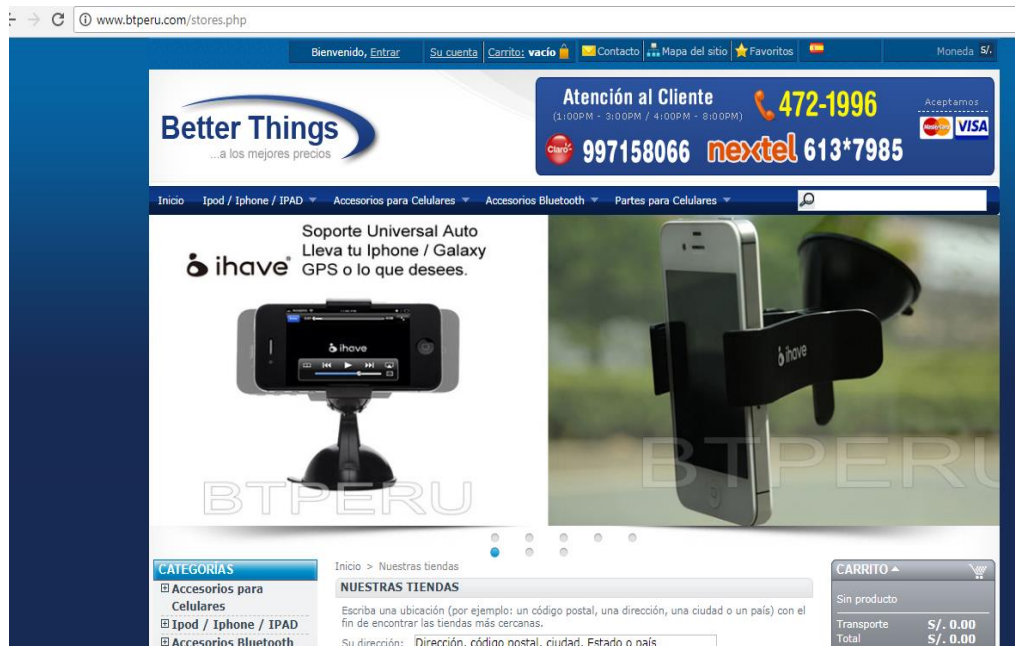 www.btperu.com/stores.php
Bienvenido, Entrar Su cuenta Carrito: vacío Contacto Mapa del sitio Favoritos Moneda S/.
Better Things
...a los mejores precios
Atención al Cliente
(1:00PM - 3:00PM / 4:00PM - 8:00PM)
472-1996
Claro 997158066 nextel 613*7985
Aceptamos
MasterCard VISA
Inicio Ipod / Iphone / IPAD Accesorios para Celulares Accesorios Bluetooth Partes para Celulares
ihave
Soporte Universal Auto
Lleva tu Iphone / Galaxy
GPS o lo que desees.
ihave
ihave
BTPERU
BTPERU
CATEGORÍAS
Accesorios para
Celulares
Ipod / Iphone / IPAD
Accesorios Bluetooth
Inicio > Nuestras tiendas
NUESTRAS TIENDAS
Escriba una ubicación (por ejemplo: un código postal, una dirección, una ciudad o un país) con el
fin de encontrar las tiendas más cercanas.
Su dirección: Dirección, código postal, ciudad, Estado o país
CARRITO
Sin producto
Transporte S/. 0.00
Total S/. 0.00